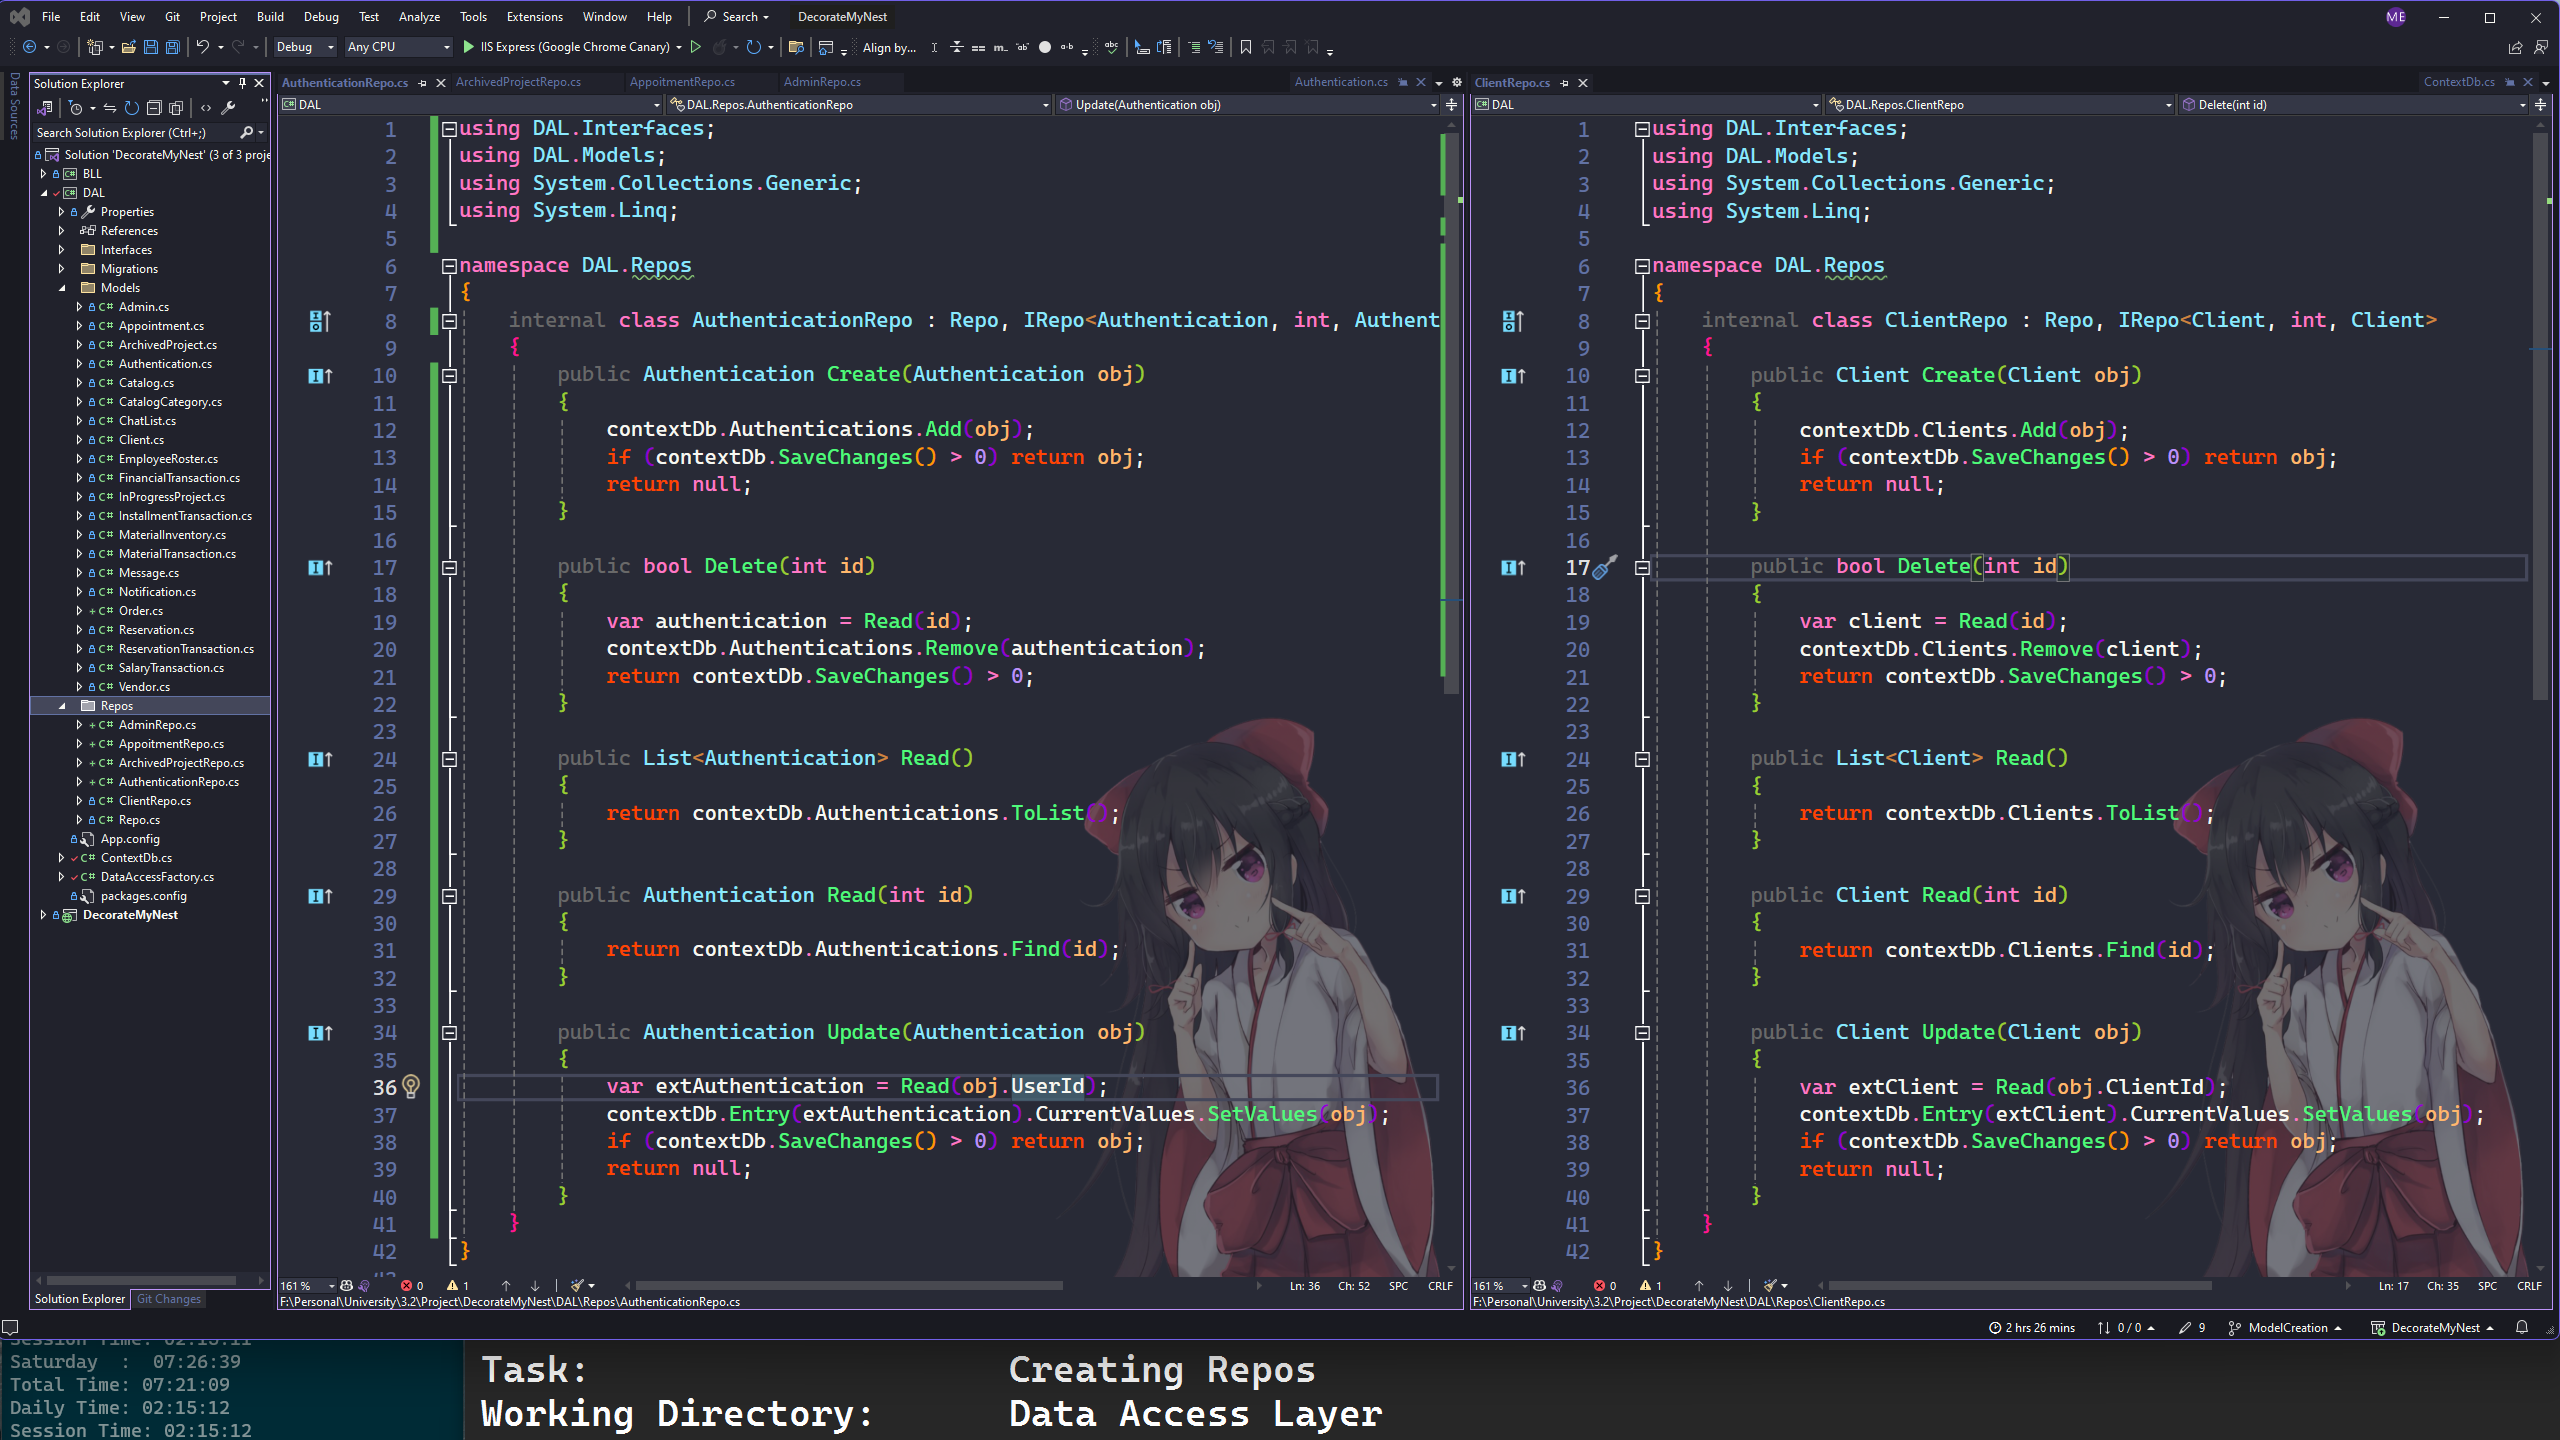 File Edit View Git Project Build Debug Test Analyze Tools Extensions Window Help Search DecorateMyNest ME
Debug Any CPU IIS Express (Google Chrome Canary) Align by...
Data Sources
Solution Explorer
Search Solution Explorer (Ctrl+;)
Solution 'DecorateMyNest' (3 of 3 proje
BLL
DAL
Properties
References
Interfaces
Migrations
Models
C# Admin.cs
C# Appointment.cs
C# ArchivedProject.cs
C# Authentication.cs
C# Catalog.cs
C# CatalogCategory.cs
C# ChatList.cs
C# Client.cs
C# EmployeeRoster.cs
C# FinancialTransaction.cs
C# InProgressProject.cs
C# InstallmentTransaction.cs
C# MaterialInventory.cs
C# MaterialTransaction.cs
C# Message.cs
C# Notification.cs
+ C# Order.cs
C# Reservation.cs
C# ReservationTransaction.cs
C# SalaryTransaction.cs
C# Vendor.cs
Repos
+ C# AdminRepo.cs
+ C# AppoitmentRepo.cs
+ C# ArchivedProjectRepo.cs
+ C# AuthenticationRepo.cs
C# ClientRepo.cs
C# Repo.cs
App.config
C# ContextDb.cs
C# DataAccessFactory.cs
packages.config
DecorateMyNest
Solution Explorer Git Changes
AuthenticationRepo.cs ArchivedProjectRepo.cs AppoitmentRepo.cs AdminRepo.cs Authentication.cs
DAL DAL.Repos.AuthenticationRepo Update(Authentication obj)
1 using DAL.Interfaces;
2 using DAL.Models;
3 using System.Collections.Generic;
4 using System.Linq;
5
6 namespace DAL.Repos
7 {
8 internal class AuthenticationRepo : Repo, IRepo<Authentication, int, Authent
9 {
10 public Authentication Create(Authentication obj)
11 {
12 contextDb.Authentications.Add(obj);
13 if (contextDb.SaveChanges() > 0) return obj;
14 return null;
15 }
16
17 public bool Delete(int id)
18 {
19 var authentication = Read(id);
20 contextDb.Authentications.Remove(authentication);
21 return contextDb.SaveChanges() > 0;
22 }
23
24 public List<Authentication> Read()
25 {
26 return contextDb.Authentications.ToList();
27 }
28
29 public Authentication Read(int id)
30 {
31 return contextDb.Authentications.Find(id);
32 }
33
34 public Authentication Update(Authentication obj)
35 {
36 var extAuthentication = Read(obj.UserId);
37 contextDb.Entry(extAuthentication).CurrentValues.SetValues(obj);
38 if (contextDb.SaveChanges() > 0) return obj;
39 return null;
40 }
41 }
42 }
161 % 0 1 Ln: 36 Ch: 52 SPC CRLF
F:\Personal\University\3.2\Project\DecorateMyNest\DAL\Repos\AuthenticationRepo.cs
ClientRepo.cs ContextDb.cs
DAL DAL.Repos.ClientRepo Delete(int id)
1 using DAL.Interfaces;
2 using DAL.Models;
3 using System.Collections.Generic;
4 using System.Linq;
5
6 namespace DAL.Repos
7 {
8 internal class ClientRepo : Repo, IRepo<Client, int, Client>
9 {
10 public Client Create(Client obj)
11 {
12 contextDb.Clients.Add(obj);
13 if (contextDb.SaveChanges() > 0) return obj;
14 return null;
15 }
16
17 public bool Delete(int id)
18 {
19 var client = Read(id);
20 contextDb.Clients.Remove(client);
21 return contextDb.SaveChanges() > 0;
22 }
23
24 public List<Client> Read()
25 {
26 return contextDb.Clients.ToList();
27 }
28
29 public Client Read(int id)
30 {
31 return contextDb.Clients.Find(id);
32 }
33
34 public Client Update(Client obj)
35 {
36 var extClient = Read(obj.ClientId);
37 contextDb.Entry(extClient).CurrentValues.SetValues(obj);
38 if (contextDb.SaveChanges() > 0) return obj;
39 return null;
40 }
41 }
42 }
161 % 0 1 Ln: 17 Ch: 35 SPC CRLF
F:\Personal\University\3.2\Project\DecorateMyNest\DAL\Repos\ClientRepo.cs
2 hrs 26 mins 0 / 0 9 ModelCreation DecorateMyNest
Saturday : 07:26:39
Total Time: 07:21:09
Daily Time: 02:15:12
Session Time: 02:15:12
Task: Creating Repos
Working Directory: Data Access Layer